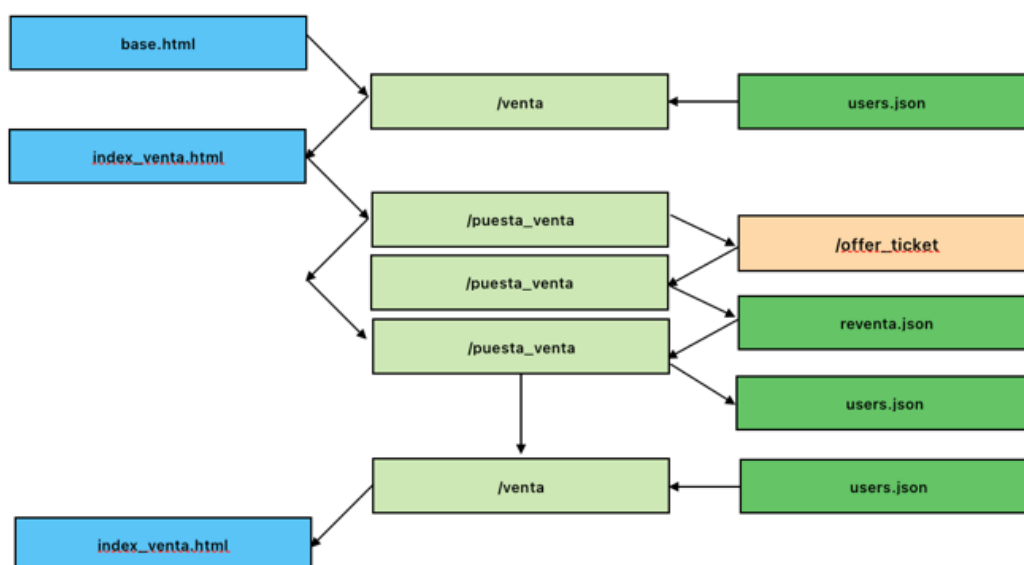 base.html
/venta
users.json
index_venta.html
/puesta_venta
/offer_ticket
/puesta_venta
reventa.json
/puesta_venta
users.json
/venta
users.json
index_venta.html